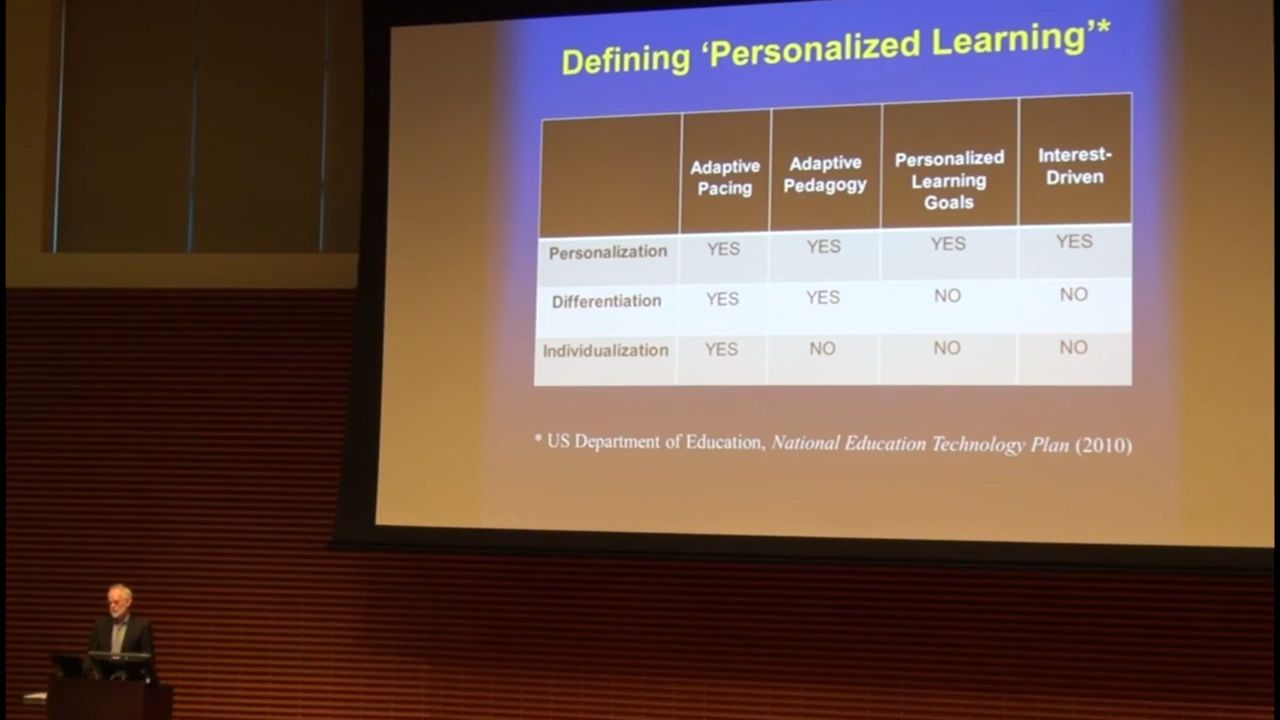 Defining ‘Personalized Learning’*
Adaptive
Pacing
Adaptive
Pedagogy
Personalized
Learning
Goals
Interest-
Driven
Personalization YES YES YES YES
Differentiation YES YES NO NO
Individualization YES NO NO NO
* US Department of Education, National Education Technology Plan (2010)